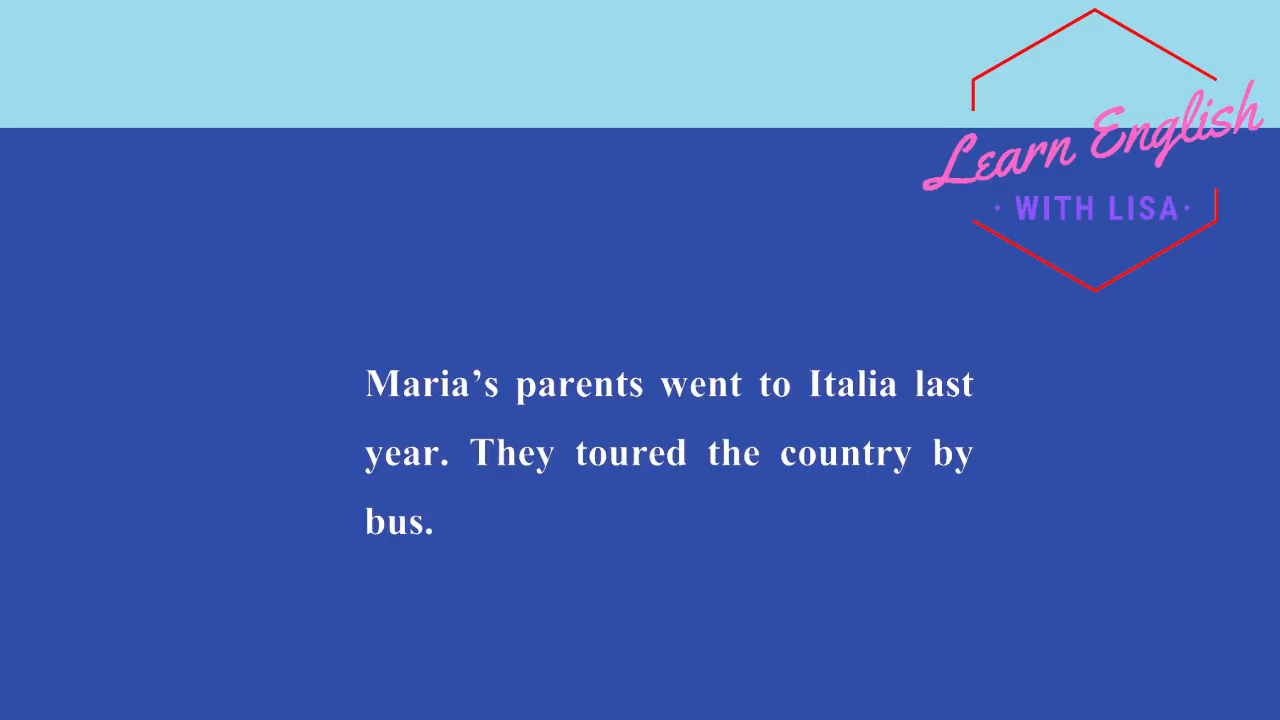 Learn English
• WITH LISA •
Maria’s parents went to Italia last
year. They toured the country by
bus.